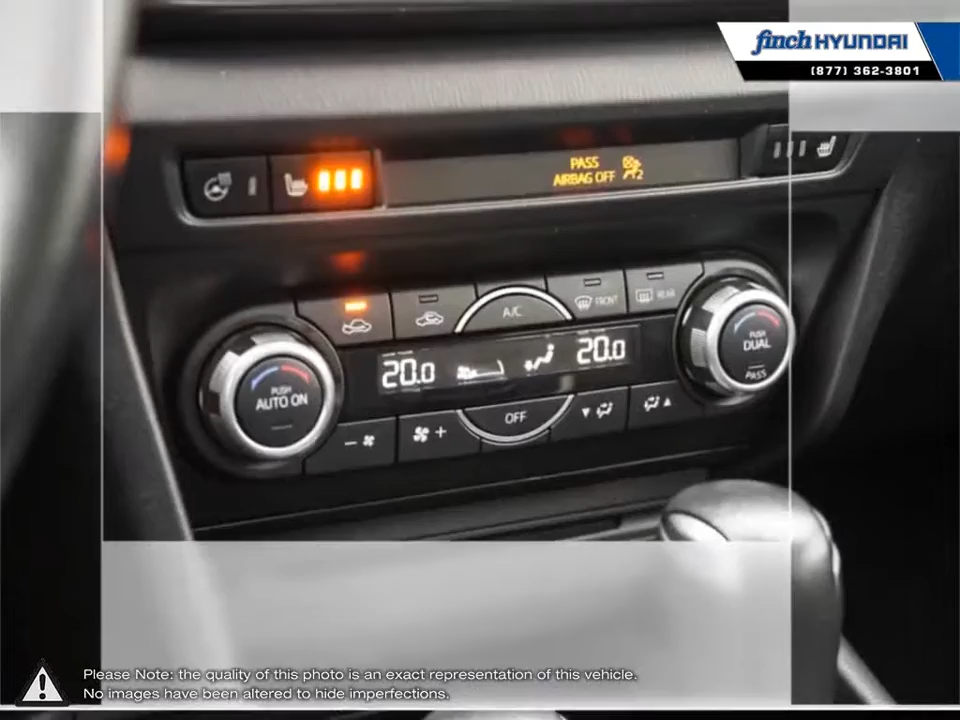 finch HYUNDAI
(877) 362-3801
PASS
AIRBAG OFF 2
A/C
FRONT
REAR
PUSH
AUTO ON
20.0
20.0
PUSH
DUAL
PASS
OFF
- +
Please Note: the quality of this photo is an exact representation of this vehicle.
No images have been altered to hide imperfections.